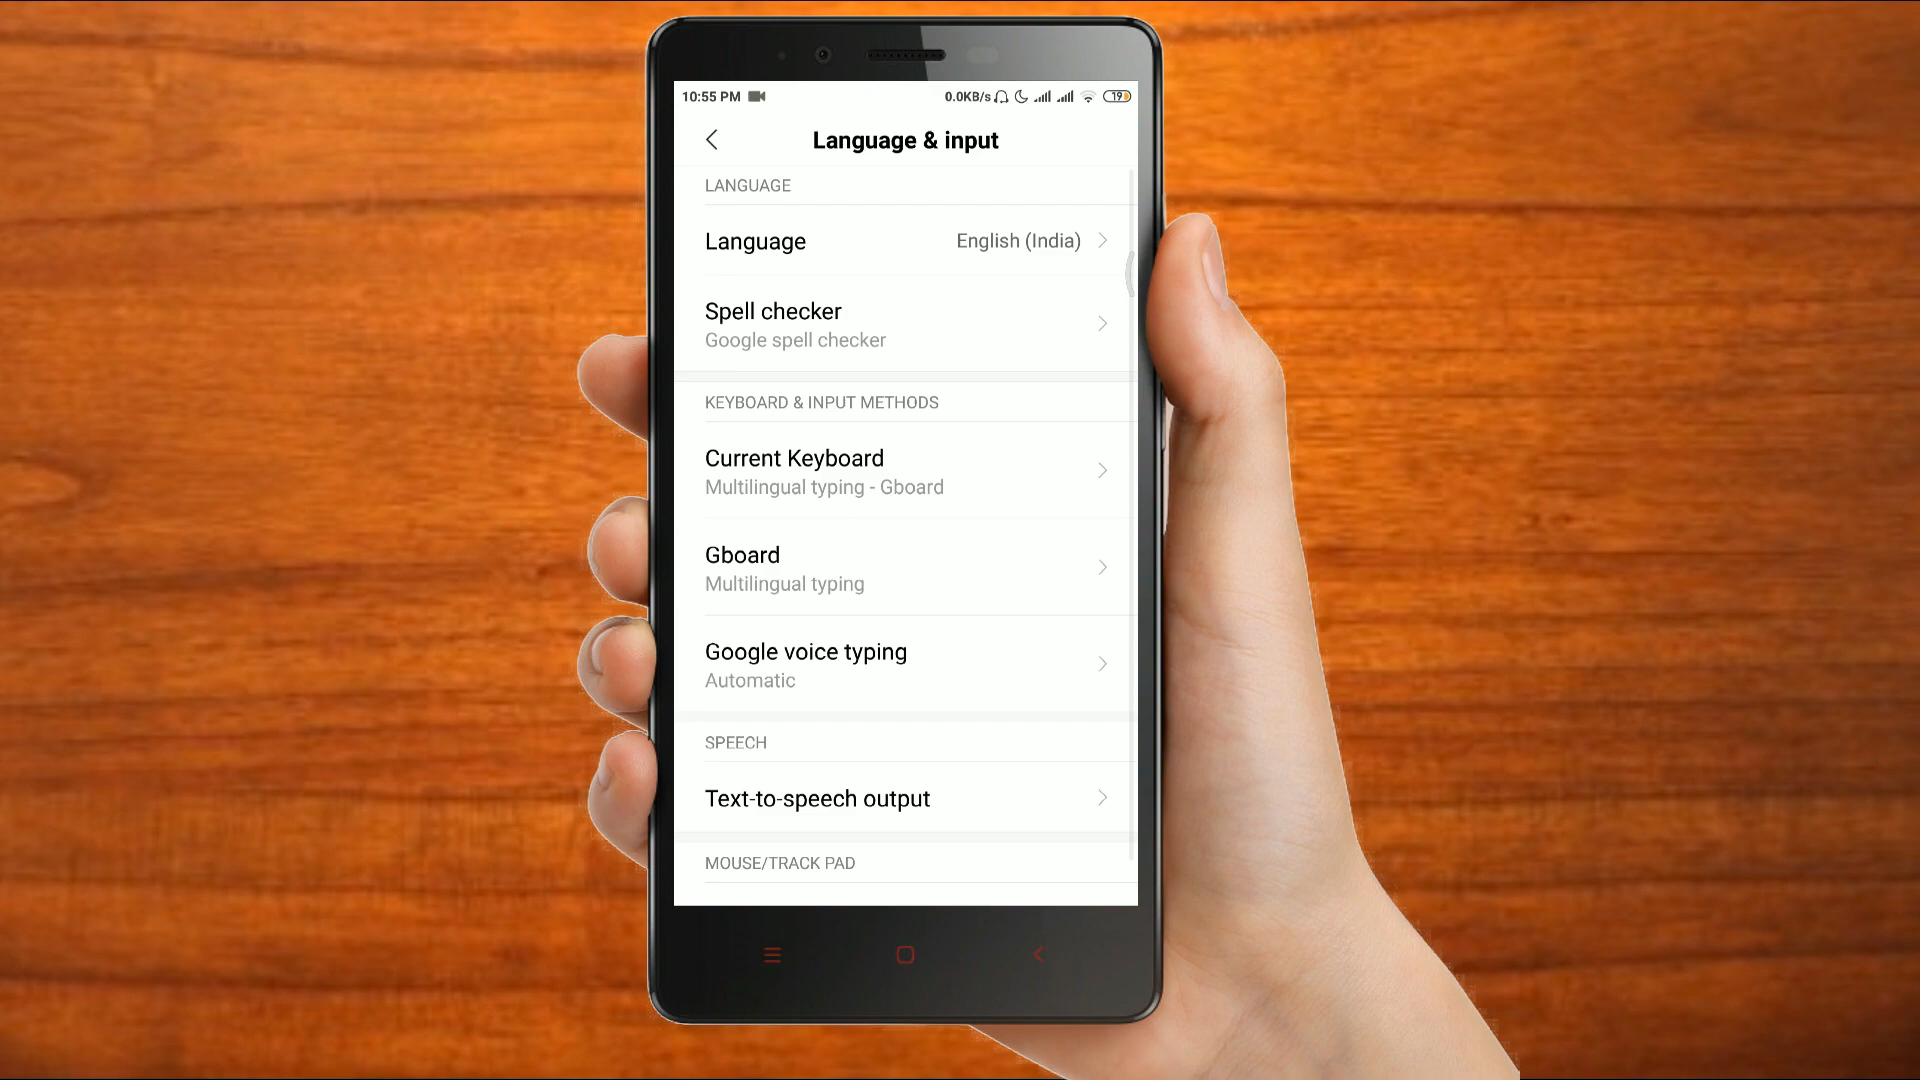 10:55 PM 0.0KB/s 19
Language & input
LANGUAGE
Language English (India)
Spell checker
Google spell checker
KEYBOARD & INPUT METHODS
Current Keyboard
Multilingual typing - Gboard
Gboard
Multilingual typing
Google voice typing
Automatic
SPEECH
Text-to-speech output
MOUSE/TRACK PAD